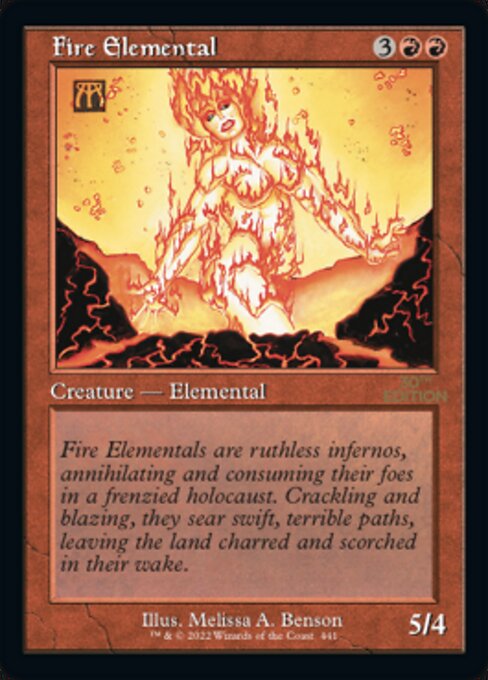 Fire Elemental 3
30TH EDITION
Creature — Elemental
Fire Elementals are ruthless infernos,
annihilating and consuming their foes
in a frenzied holocaust. Crackling and
blazing, they sear swift, terrible paths,
leaving the land charred and scorched
in their wake.
Illus. Melissa A. Benson
5/4
™ & © 2022 Wizards of the Coast 441